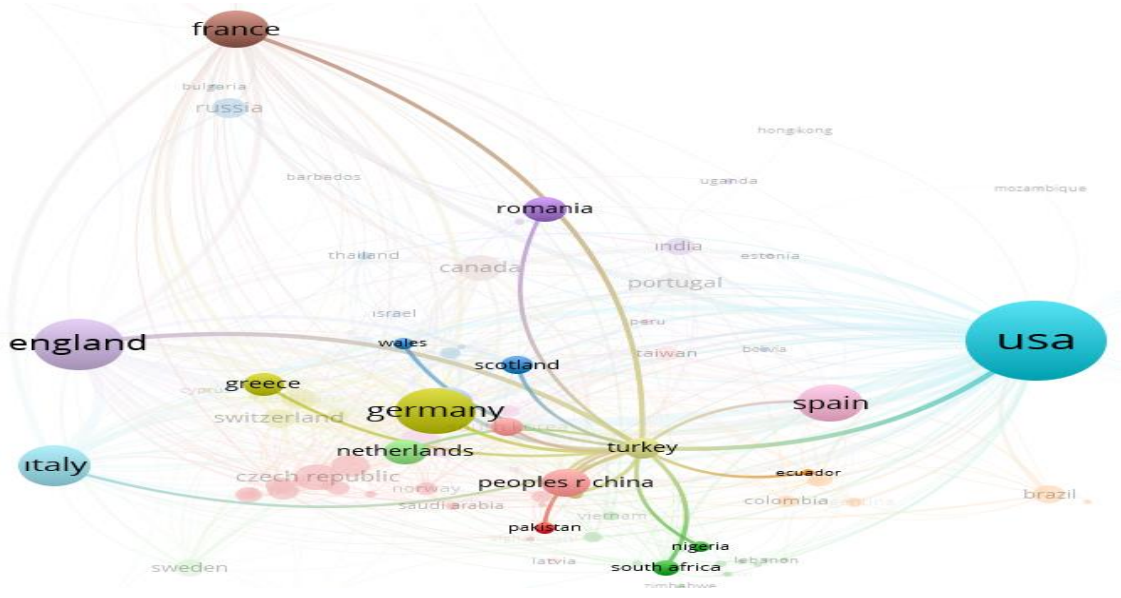 france
bulgaria
russia
hongkong
barbados
uganda
mozambique
romania
india
thailand
canada
estonia
portugal
israel
peru
england
wales
usa
taiwan
bolivia
scotland
greece
cyprus
switzerland
germany
spain
netherlands
turkey
italy
czech republic
peoples r china
ecuador
norway
colombia
brazil
saudi arabia
vietnam
pakistan
nigeria
latvia
lebanon
sweden
south africa
zimbabwe